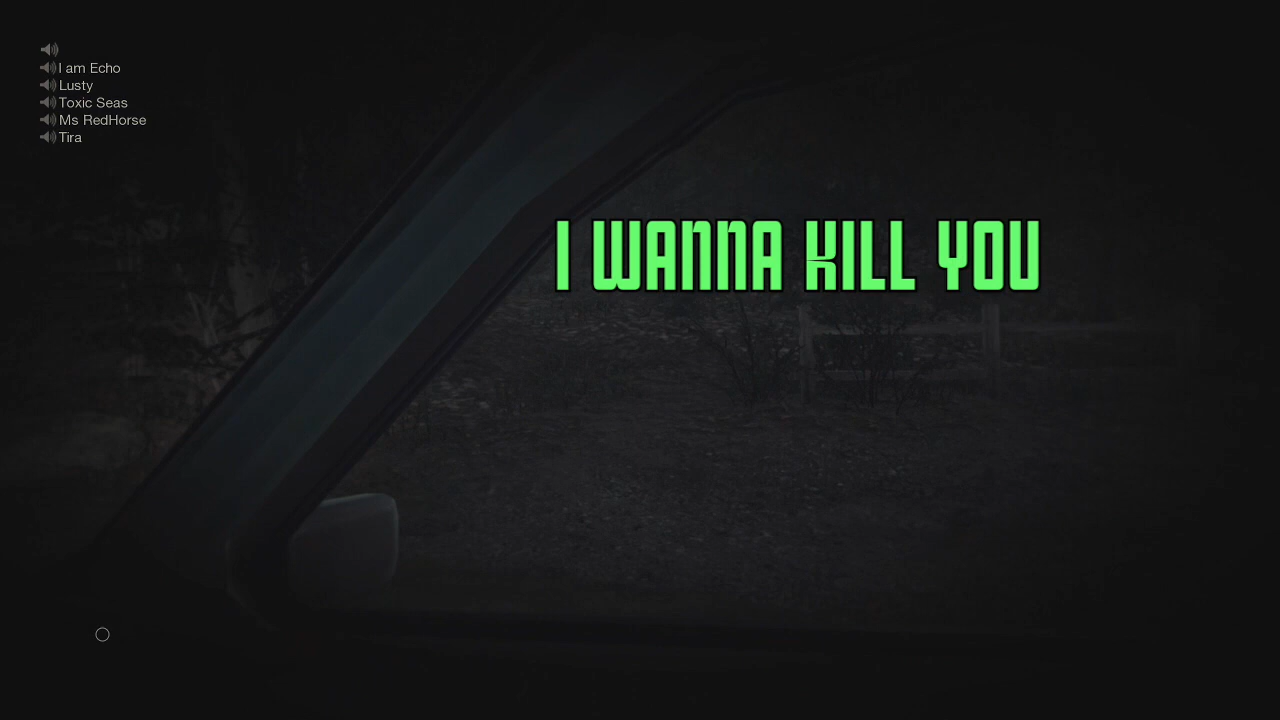 I am Echo
Lusty
Toxic Seas
Ms RedHorse
Tira
I WANNA KILL YOU